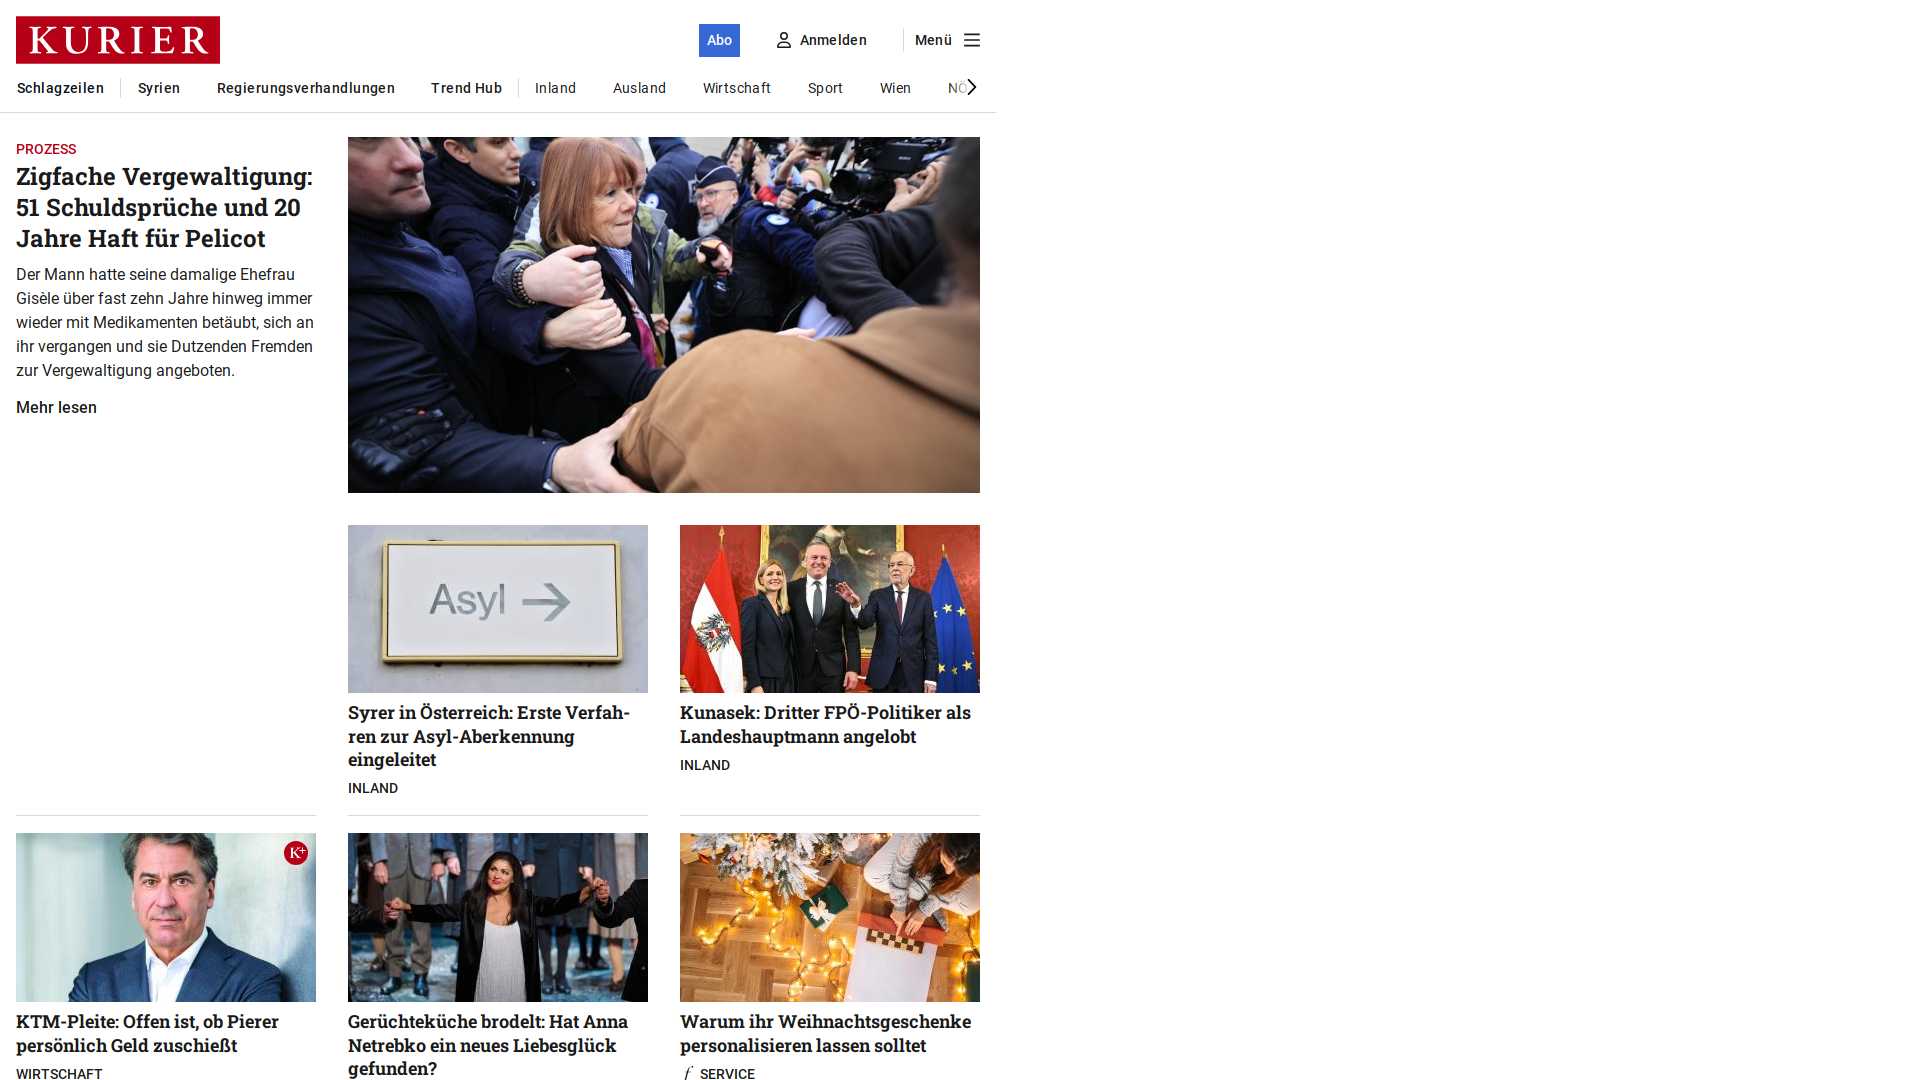 KURIER
Abo
Anmelden
Menü
Schlagzeilen
Syrien
Regierungsverhandlungen
Trend Hub
Inland
Ausland
Wirtschaft
Sport
Wien
NÖ
PROZESS
Zigfache Vergewaltigung:
51 Schuldsprüche und 20
Jahre Haft für Pelicot
Der Mann hatte seine damalige Ehefrau
Gisèle über fast zehn Jahre hinweg immer
wieder mit Medikamenten betäubt, sich an
ihr vergangen und sie Dutzenden Fremden
zur Vergewaltigung angeboten.
Mehr lesen
Asyl →
Syrer in Österreich: Erste Verfah-
ren zur Asyl-Aberkennung
eingeleitet
INLAND
Kunasek: Dritter FPÖ-Politiker als
Landeshauptmann angelobt
INLAND
K+
KTM-Pleite: Offen ist, ob Pierer
persönlich Geld zuschießt
WIRTSCHAFT
Gerüchteküche brodelt: Hat Anna
Netrebko ein neues Liebesglück
gefunden?
Warum ihr Weihnachtsgeschenke
personalisieren lassen solltet
f SERVICE